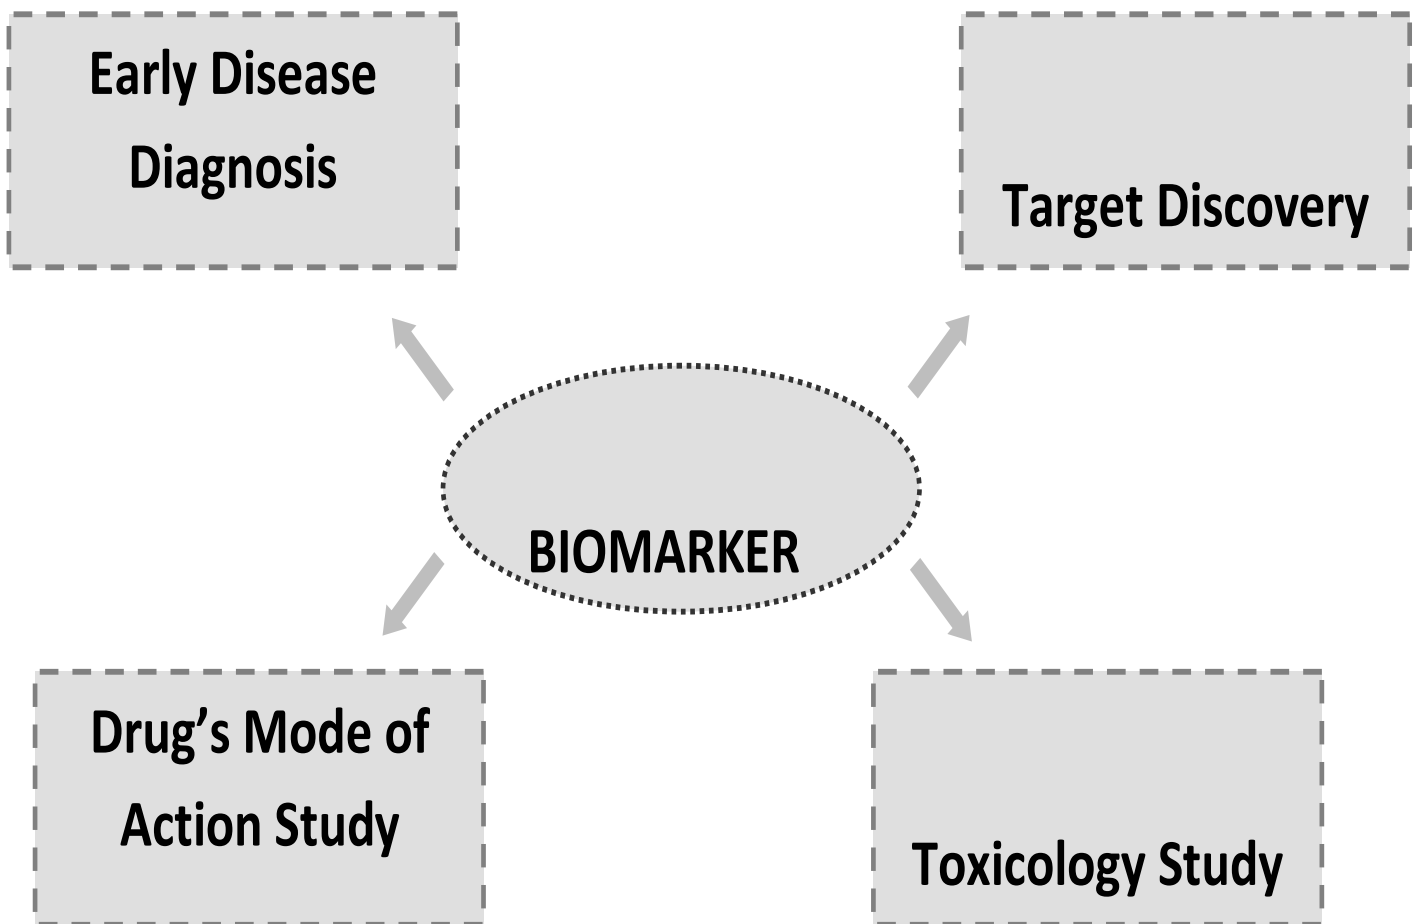 Early Disease
Diagnosis
Target Discovery
BIOMARKER
Drug’s Mode of
Action Study
Toxicology Study